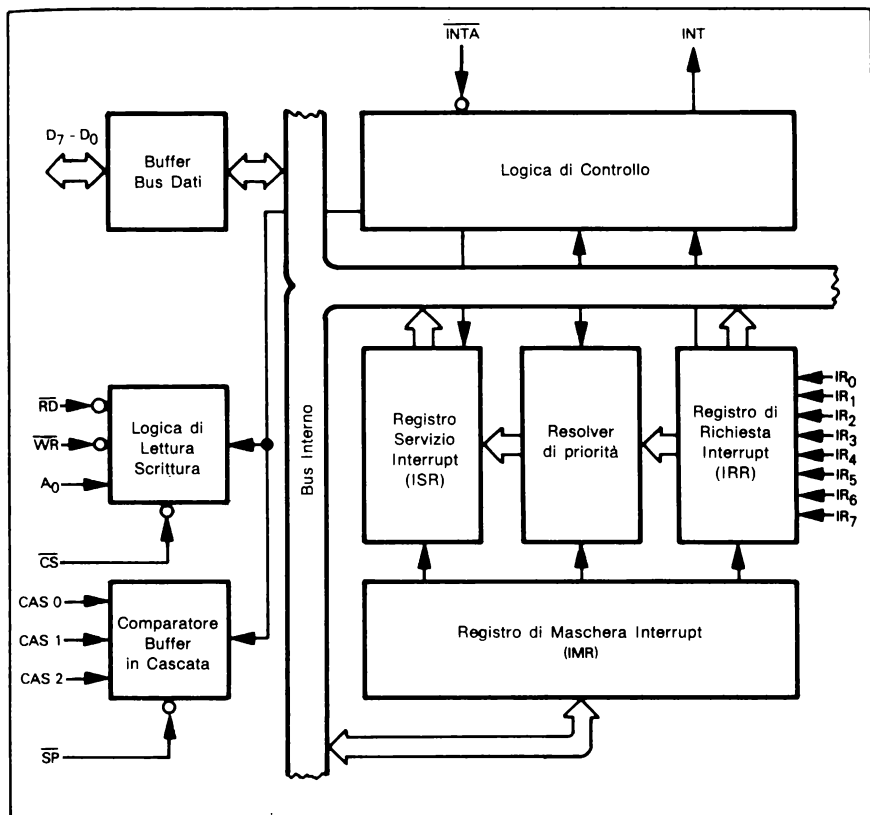 INTA
INT
D7 - D0
Buffer
Bus Dati
Logica di Controllo
RD
WR
A0
CS
Logica di
Lettura
Scrittura
Bus Interno
Registro
Servizio
Interrupt
(ISR)
Resolver
di priorità
Registro di
Richiesta
Interrupt
(IRR)
IR0
IR1
IR2
IR3
IR4
IR5
IR6
IR7
CAS 0
CAS 1
CAS 2
SP
Comparatore
Buffer
in Cascata
Registro di Maschera Interrupt
(IMR)